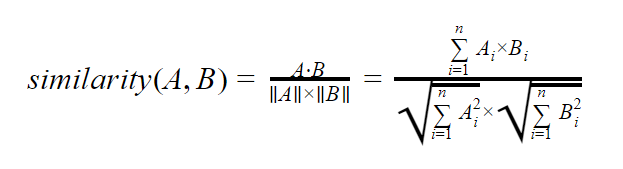 similarity(A, B) = A·B / ‖A‖×‖B‖ = ∑_{i=1}^{n} A_i×B_i / √(∑_{i=1}^{n} A_i^2) × √(∑_{i=1}^{n} B_i^2)